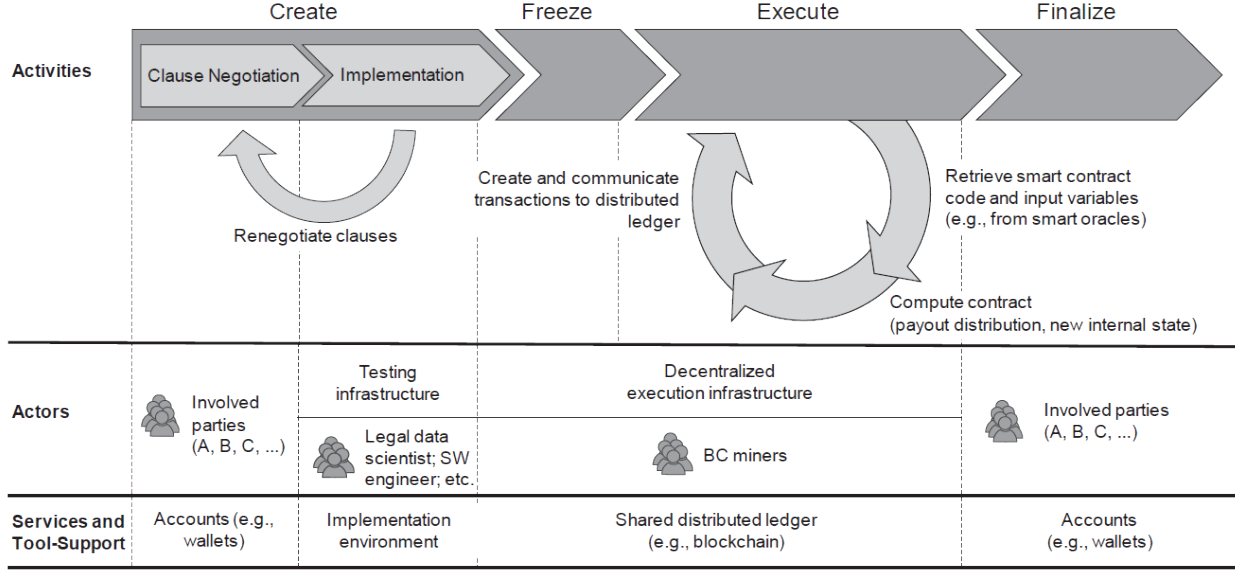 Create
Freeze
Execute
Finalize
Activities
Clause Negotiation
Implementation
Renegotiate clauses
Create and communicate
transactions to distributed
ledger
Retrieve smart contract
code and input variables
(e.g., from smart oracles)
Compute contract
(payout distribution, new internal state)
Actors
Involved
parties
(A, B, C, ...)
Testing
infrastructure
Legal data
scientist; SW
engineer; etc.
Decentralized
execution infrastructure
BC miners
Involved parties
(A, B, C, ...)
Services and
Tool-Support
Accounts (e.g.,
wallets)
Implementation
environment
Shared distributed ledger
(e.g., blockchain)
Accounts
(e.g., wallets)